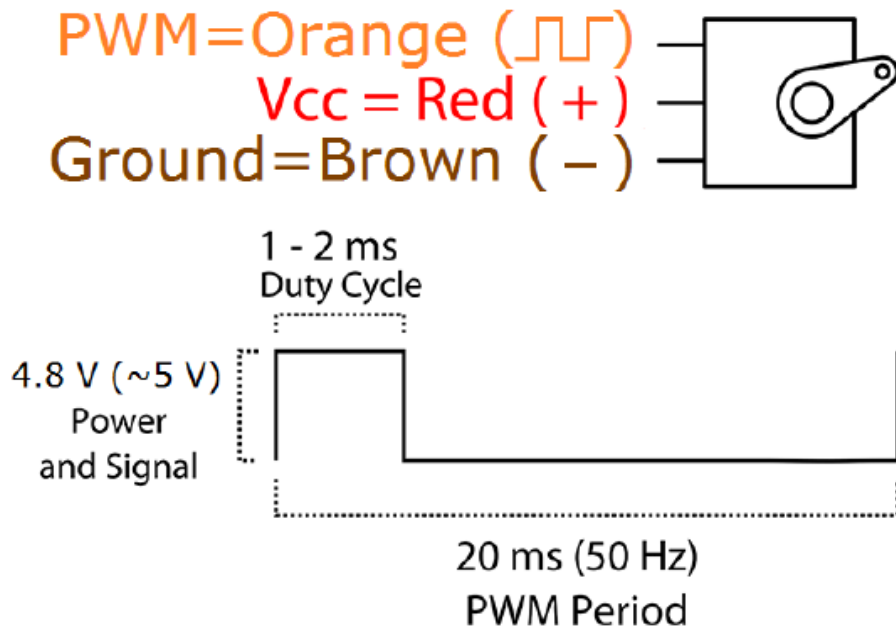 PWM=Orange (⎍⎍)
Vcc = Red ( + )
Ground=Brown ( − )
1 - 2 ms
Duty Cycle
4.8 V (~5 V)
Power
and Signal
20 ms (50 Hz)
PWM Period